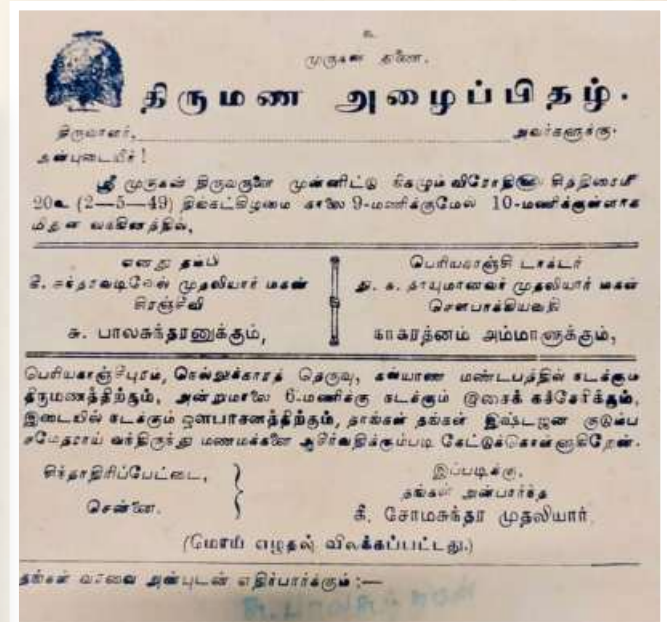 உ
முருகன் துணை.
திருமண அழைப்பிதழ்.
திருவாளர், அவர்களுக்கு.
அன்புடையீர்!
ஸ்ரீ முருகன் திருவருளை முன்னிட்டு நிகழும் விரோதி சித்திரைமீ
20௳ (2—5—49) திங்கட்கிழமை காலை 9-மணிக்குமேல் 10-மணிக்குள்ளாக
மிதுன லக்கினத்தில்,
எனது தம்பி
கீ. சுந்தரவடிவேல் முதலியார் மகன்
சிரஞ்சீவி
சு. பாலசுந்தரனுக்கும்,
பெரியகாஞ்சி டாக்டர்
து. சு. தாயுமானவர் முதலியார் மகள்
சௌபாக்கியவதி
நாகரத்னம் அம்மாளுக்கும்,
பெரியகாஞ்சிபுரம், நெல்லுக்காரத் தெருவு, கல்யாண மண்டபத்தில் நடக்கும்
திருமணத்திற்கும், அன்றுமாலை 6-மணிக்கு நடக்கும் இசைக் கச்சேரிக்கும்,
இடையில் நடக்கும் ஔபாசனத்திற்கும், தாங்கள் தங்கள் இஷ்டஜன குடும்ப
சமேதராய் வந்திருந்து மணமக்களை ஆசீர்வதிக்கும்படி கேட்டுக்கொள்ளுகிறேன்.
சிந்தாதிரிப்பேட்டை,
சென்னை.
இப்படிக்கு,
தங்கள் அன்பார்ந்த
கீ. சோமசுந்தர முதலியார்
(மொய் எழுதல் விலக்கப்பட்டது.)
தங்கள் வரவை அன்புடன் எதிர்பார்க்கும்:—
சு. பாலசுந்தரன்